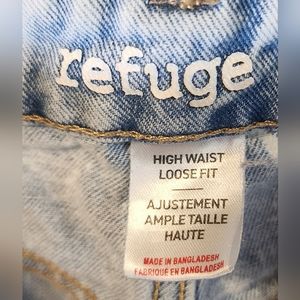 refuge
HIGH WAIST
LOOSE FIT
AJUSTEMENT
AMPLE TAILLE
HAUTE
MADE IN BANGLADESH
FABRIQUÉ EN BANGLADESH